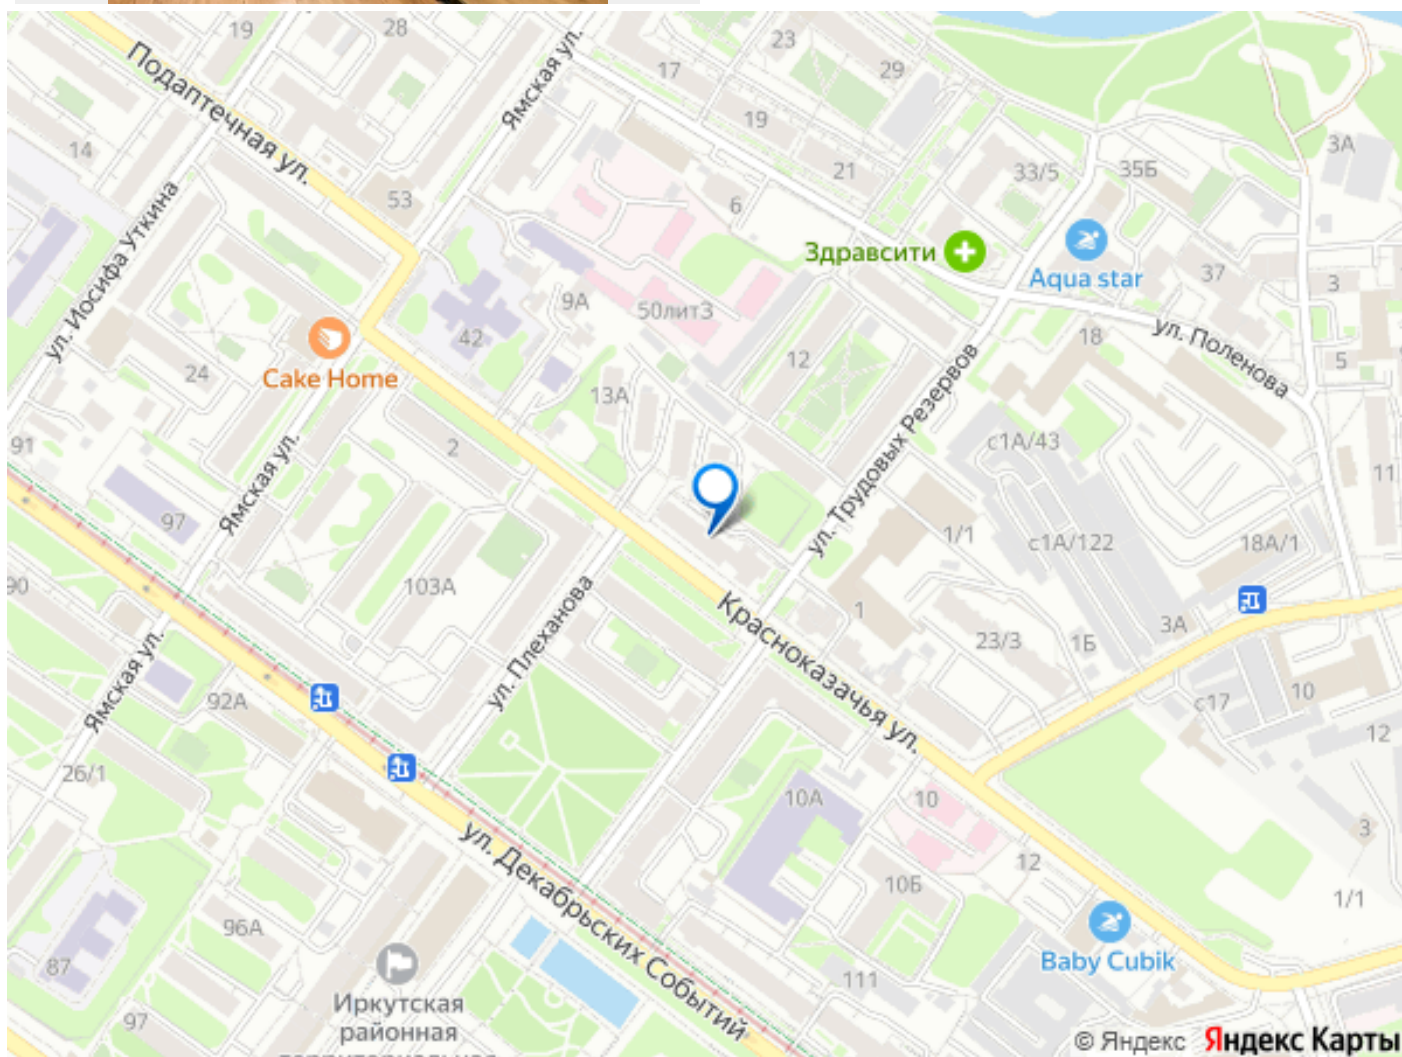 19
28
23
17
29
Подаптечная ул.
Ямская ул.
19
14
21
33/5
35Б
3А
53
6
ул. Иосифа Уткина
Здравсити
Aqua star
37
3
9А
50литЗ
42
18
ул. Поленова
5
24
Cake Home
12
13А
ул. Трудовых Резервов
91
2
с1А/43
11
Ямская ул.
97
1/1
с1А/122
18А/1
90
103А
ул. Плеханова
Красноказачья ул.
1
23/3
1Б
3А
Ямская ул.
92А
с17
10
12
26/1
10А
10
3
ул. Декабрьских Событий
12
10Б
1/1
96А
87
Baby Cubik
111
Иркутская
районная
территориальная
97
© Яндекс Яндекс Карты